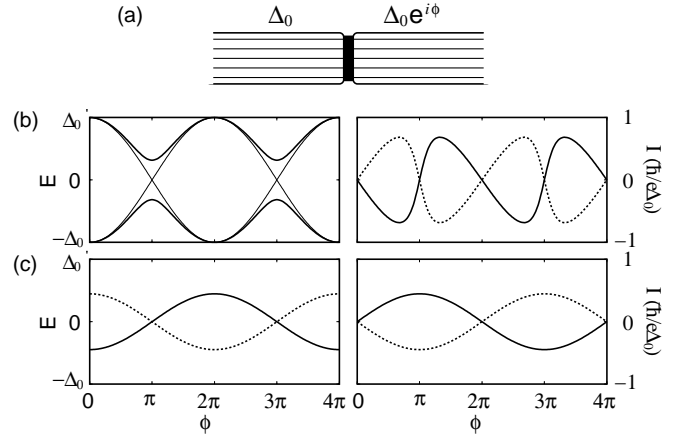 (a)
Δ₀ Δ₀e^{iϕ}
(b)
Δ₀
0
−Δ₀
E
1
0
−1
I (ħ/eΔ₀)
(c)
Δ₀
0
−Δ₀
E
1
0
−1
I (ħ/eΔ₀)
0 π 2π 3π 4π
ϕ
0 π 2π 3π 4π
ϕ